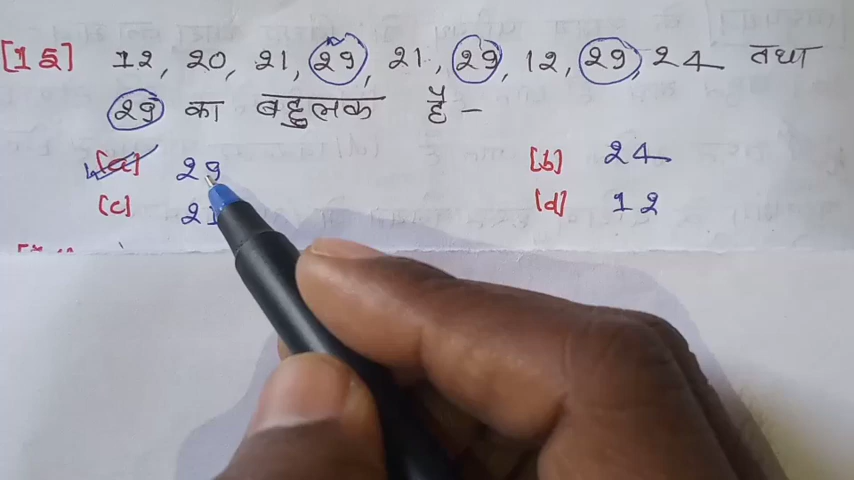 [15] 12, 20, 21, 29, 21, 29, 12, 29, 24 तथा
29 का बहुलक है –
[a] 29 [b] 24
[c] 21 [d] 12